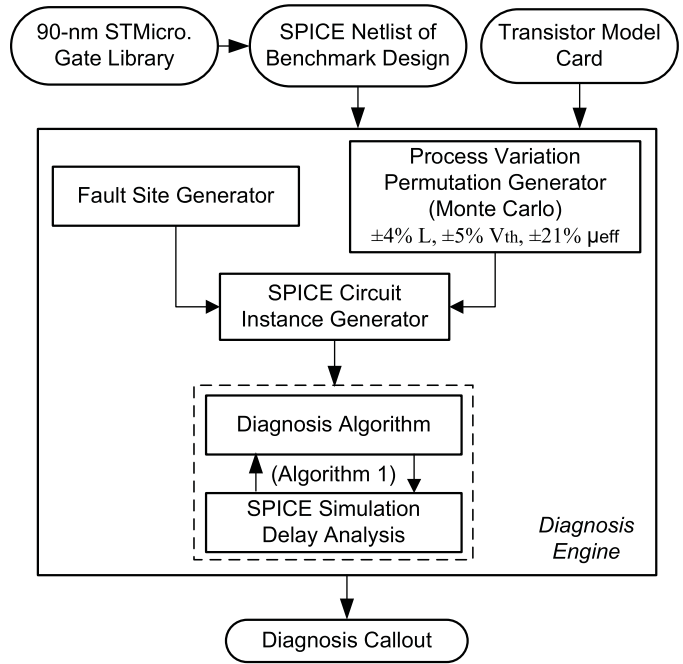 90-nm STMicro.
Gate Library
SPICE Netlist of
Benchmark Design
Transistor Model
Card
Fault Site Generator
Process Variation
Permutation Generator
(Monte Carlo)
±4% L, ±5% Vth, ±21% μeff
SPICE Circuit
Instance Generator
Diagnosis Algorithm
(Algorithm 1)
SPICE Simulation
Delay Analysis
Diagnosis
Engine
Diagnosis Callout